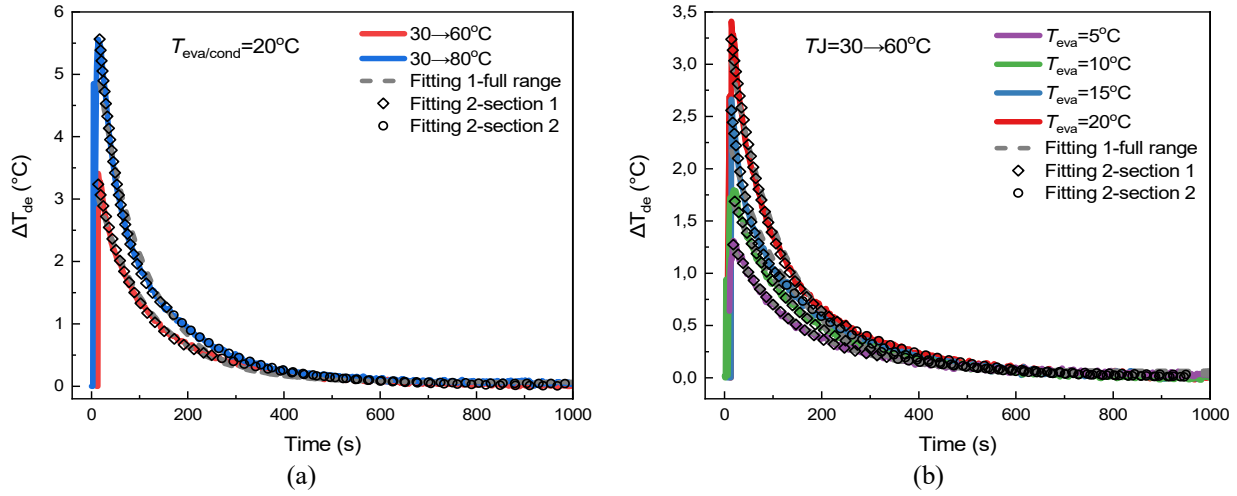 6
5
4
3
2
1
0
ΔT_de (°C)
T_eva/cond=20°C
30→60°C
30→80°C
Fitting 1-full range
Fitting 2-section 1
Fitting 2-section 2
0 200 400 600 800 1000
Time (s)
(a)
3,5
3,0
2,5
2,0
1,5
1,0
0,5
0,0
ΔT_de (°C)
TJ=30→60°C
T_eva=5°C
T_eva=10°C
T_eva=15°C
T_eva=20°C
Fitting 1-full range
Fitting 2-section 1
Fitting 2-section 2
0 200 400 600 800 1000
Time (s)
(b)